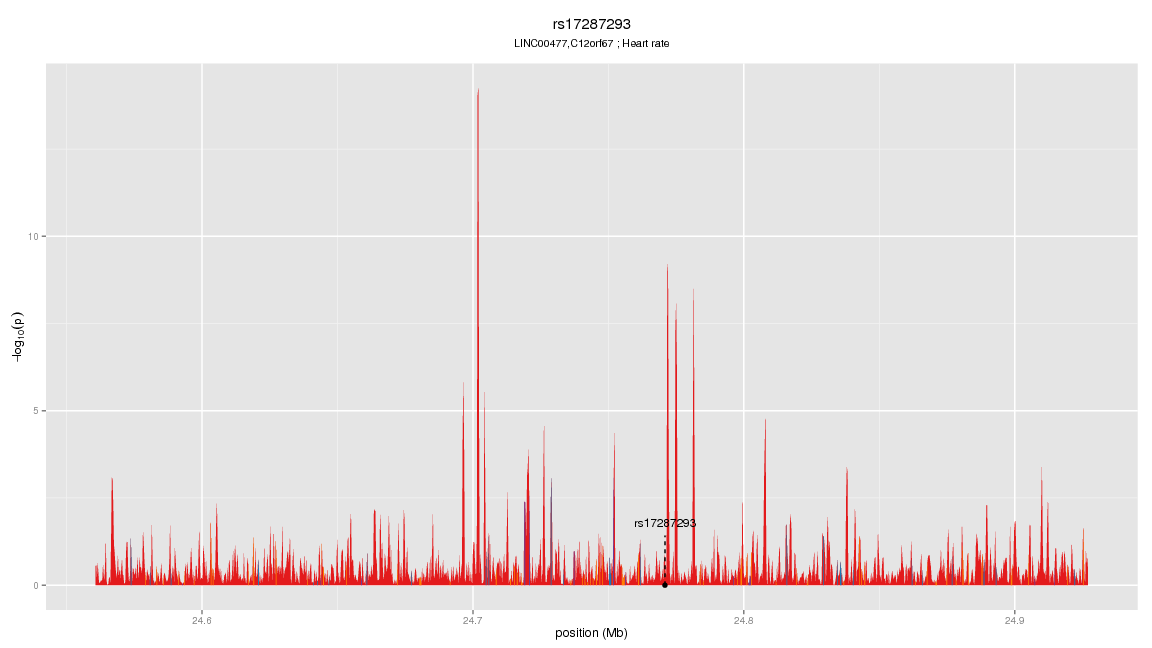 rs17287293
LINC00477,C12orf67 ; Heart rate
10
5
0
−log10(p)
rs17287293
24.6
24.7
24.8
24.9
position (Mb)